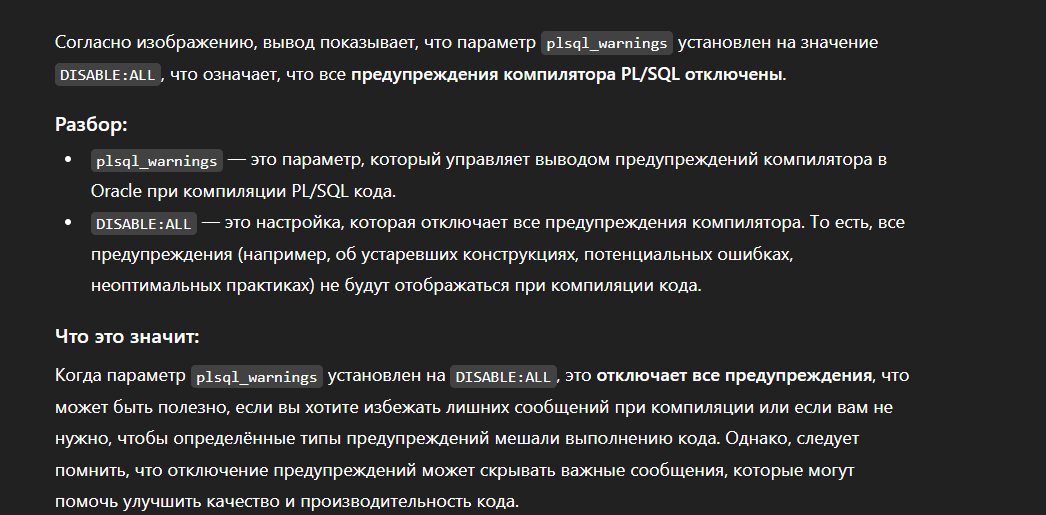 Согласно изображению, вывод показывает, что параметр plsql_warnings установлен на значение
DISABLE:ALL, что означает, что все предупреждения компилятора PL/SQL отключены.
Разбор:
• plsql_warnings — это параметр, который управляет выводом предупреждений компилятора в
Oracle при компиляции PL/SQL кода.
• DISABLE:ALL — это настройка, которая отключает все предупреждения компилятора. То есть, все
предупреждения (например, об устаревших конструкциях, потенциальных ошибках,
неоптимальных практиках) не будут отображаться при компиляции кода.
Что это значит:
Когда параметр plsql_warnings установлен на DISABLE:ALL, это отключает все предупреждения, что
может быть полезно, если вы хотите избежать лишних сообщений при компиляции или если вам не
нужно, чтобы определённые типы предупреждений мешали выполнению кода. Однако, следует
помнить, что отключение предупреждений может скрывать важные сообщения, которые могут
помочь улучшить качество и производительность кода.